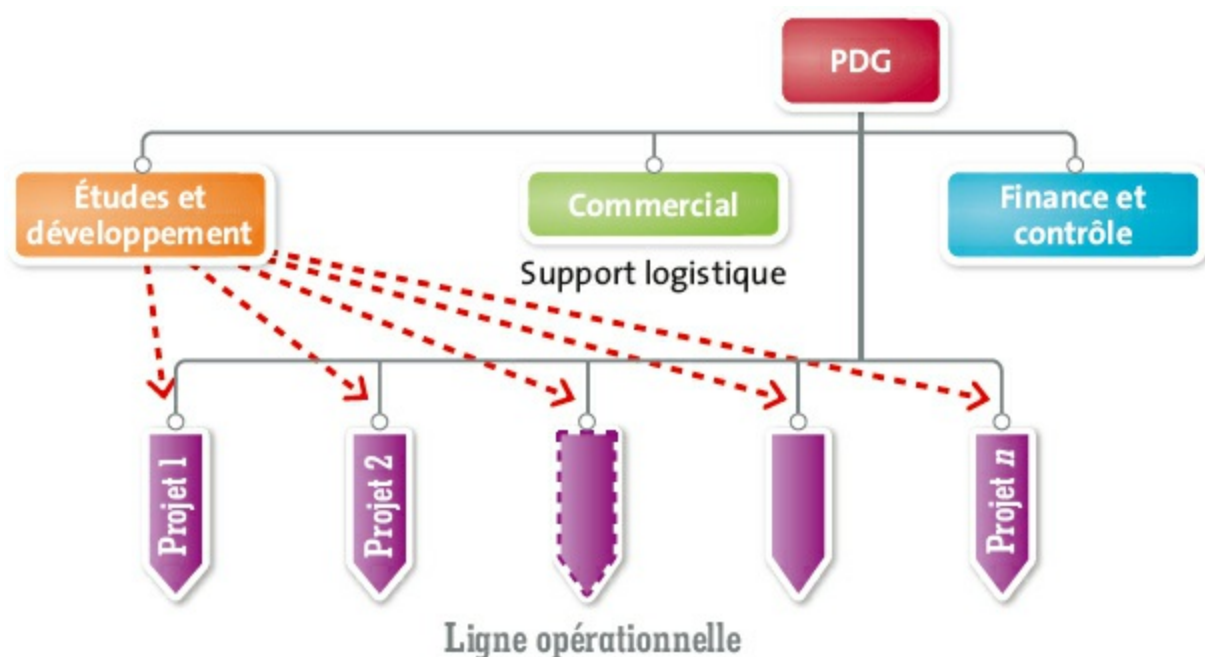 PDG
Études et
développement
Commercial
Finance et
contrôle
Support logistique
Projet 1
Projet 2
Projet n
Ligne opérationnelle